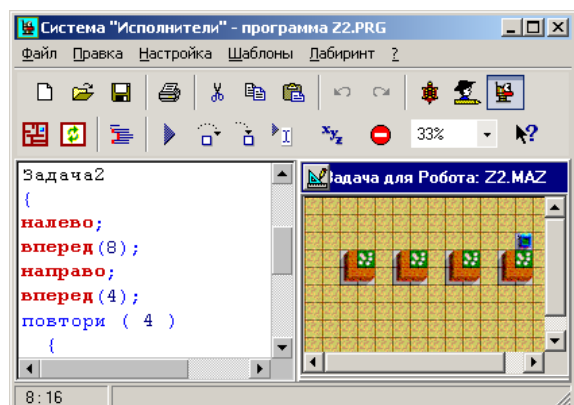 Система "Исполнители" - программа Z2.PRG
Файл Правка Настройка Шаблоны Лабиринт ?
xyz 33% ?
Задача2
{
налево;
вперед(8);
направо;
вперед(4);
повтори ( 4 )
{
Задача для Робота: Z2.MAZ
8:16